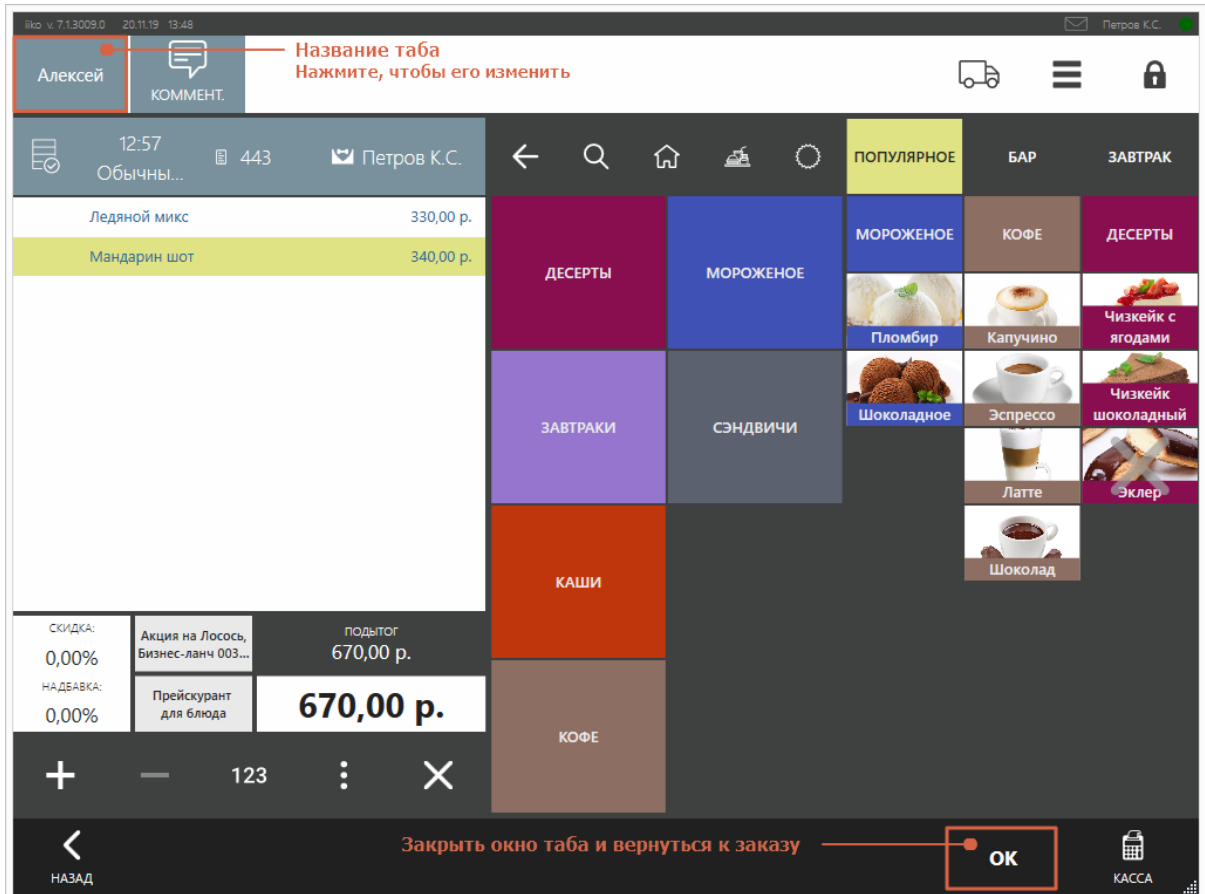 iiko v. 7.1.3009.0 20.11.19 13:48 Петров К.С.
Алексей
КОММЕНТ.
Название таба
Нажмите, чтобы его изменить
12:57
Обычны...
443
Петров К.С.
ПОПУЛЯРНОЕ
БАР
ЗАВТРАК
Ледяной микс 330,00 р.
Мандарин шот 340,00 р.
ДЕСЕРТЫ
МОРОЖЕНОЕ
ЗАВТРАКИ
СЭНДВИЧИ
КАШИ
КОФЕ
МОРОЖЕНОЕ
КОФЕ
ДЕСЕРТЫ
Пломбир
Капучино
Чизкейк с
ягодами
Шоколадное
Эспрессо
Чизкейк
шоколадный
Латте
Эклер
Шоколад
СКИДКА:
0,00%
Акция на Лосось,
Бизнес-ланч 003...
ПОДЫТОГ
670,00 р.
НАДБАВКА:
0,00%
Прейскурант
для блюда
670,00 р.
123
НАЗАД
Закрыть окно таба и вернуться к заказу
ОК
КАССА